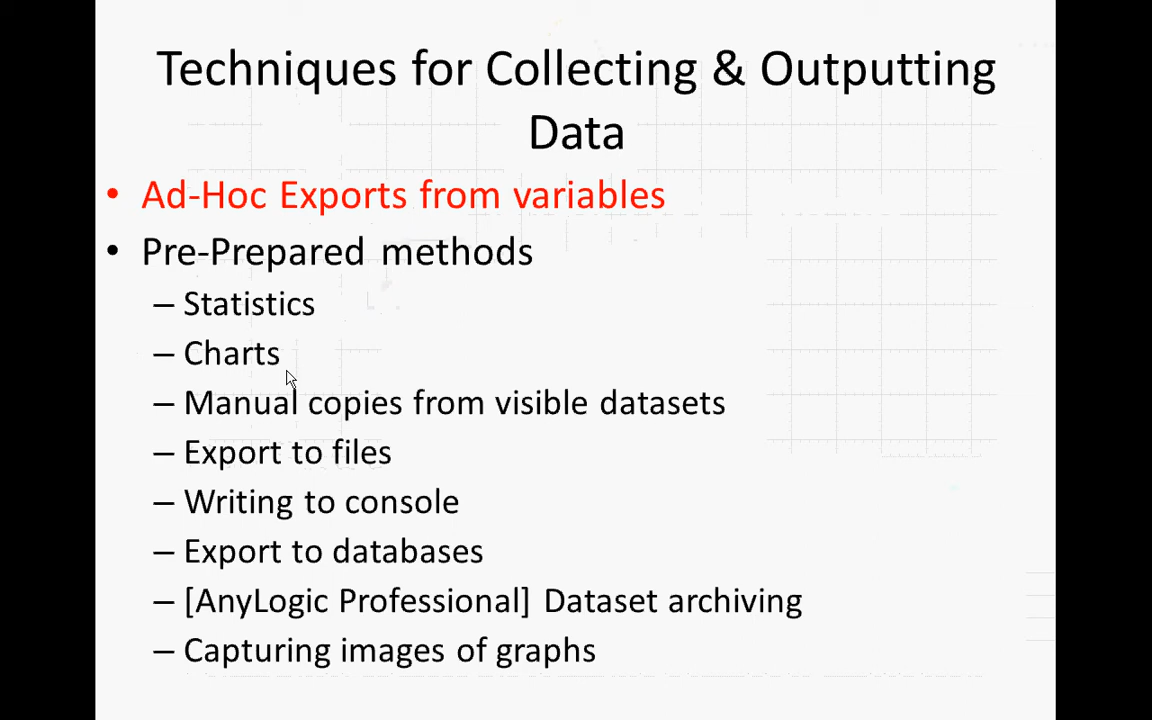 Techniques for Collecting & Outputting
Data
• Ad-Hoc Exports from variables
• Pre-Prepared methods
– Statistics
– Charts
– Manual copies from visible datasets
– Export to files
– Writing to console
– Export to databases
– [AnyLogic Professional] Dataset archiving
– Capturing images of graphs